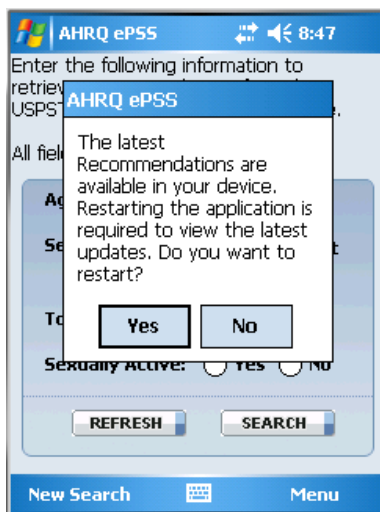 AHRQ ePSS 8:47
Enter the following information to
USPS
All
AHRQ ePSS
The latest
Recommendations are
available in your device.
Restarting the application is
required to view the latest
updates. Do you want to
restart?
Yes No
Sexually Active: Yes No
REFRESH SEARCH
New Search Menu